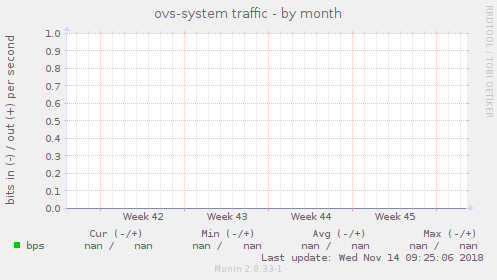 ovs-system traffic - by month
RRDTOOL / TOBI OETIKER
bits in (-) / out (+) per second
1.0
0.9
0.8
0.7
0.6
0.5
0.4
0.3
0.2
0.1
0.0
Week 42 Week 43 Week 44 Week 45
Cur (-/+) Min (-/+) Avg (-/+) Max (-/+)
bps nan / nan nan / nan nan / nan nan / nan
Last update: Wed Nov 14 09:25:06 2018
Munin 2.0.33-1